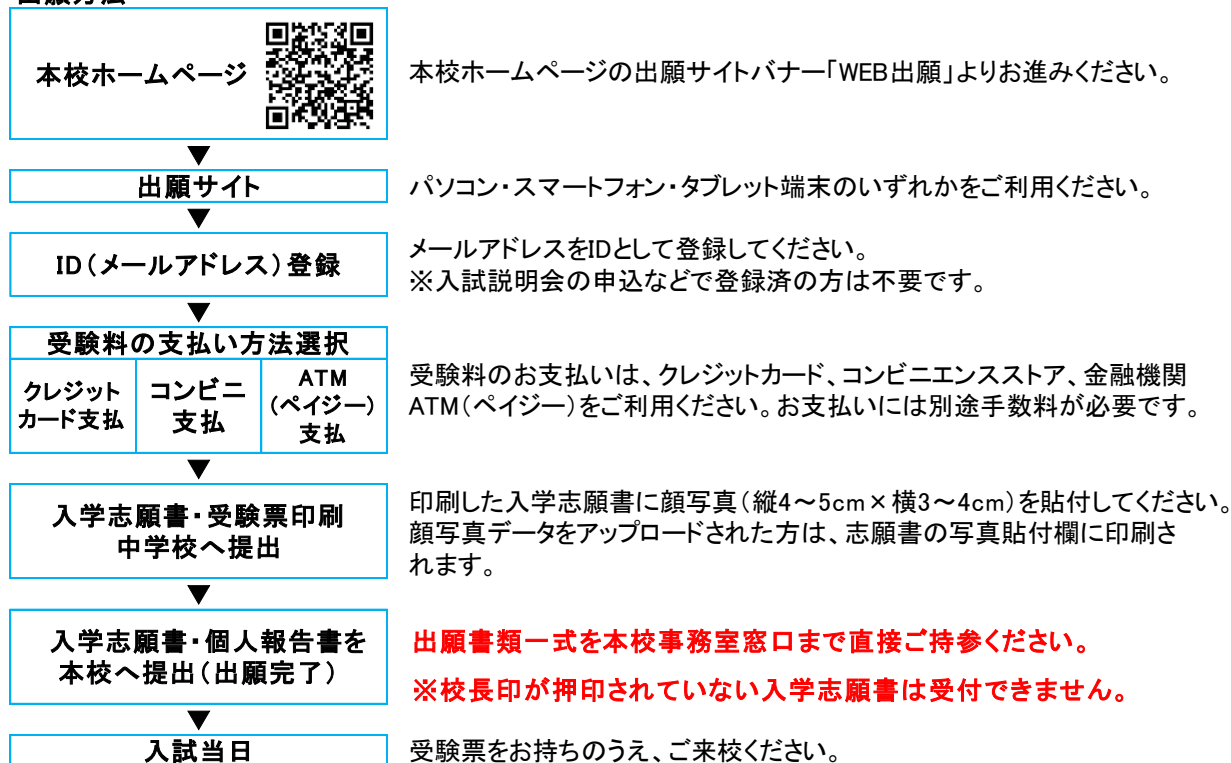 出願方法
本校ホームページ
本校ホームページの出願サイトバナー「WEB出願」よりお進みください。
▼
出願サイト
パソコン・スマートフォン・タブレット端末のいずれかをご利用ください。
▼
ID(メールアドレス)登録
メールアドレスをIDとして登録してください。
※入試説明会の申込などで登録済の方は不要です。
▼
受験料の支払い方法選択
クレジット
カード支払
コンビニ
支払
ATM
(ペイジー)
支払
受験料のお支払いは、クレジットカード、コンビニエンスストア、金融機関
ATM(ペイジー)をご利用ください。お支払いには別途手数料が必要です。
▼
入学志願書・受験票印刷
中学校へ提出
印刷した入学志願書に顔写真(縦4~5cm×横3~4cm)を貼付してください。
顔写真データをアップロードされた方は、志願書の写真貼付欄に印刷さ
れます。
▼
入学志願書・個人報告書を
本校へ提出(出願完了)
出願書類一式を本校事務室窓口まで直接ご持参ください。
※校長印が押印されていない入学志願書は受付できません。
▼
入試当日
受験票をお持ちのうえ、ご来校ください。